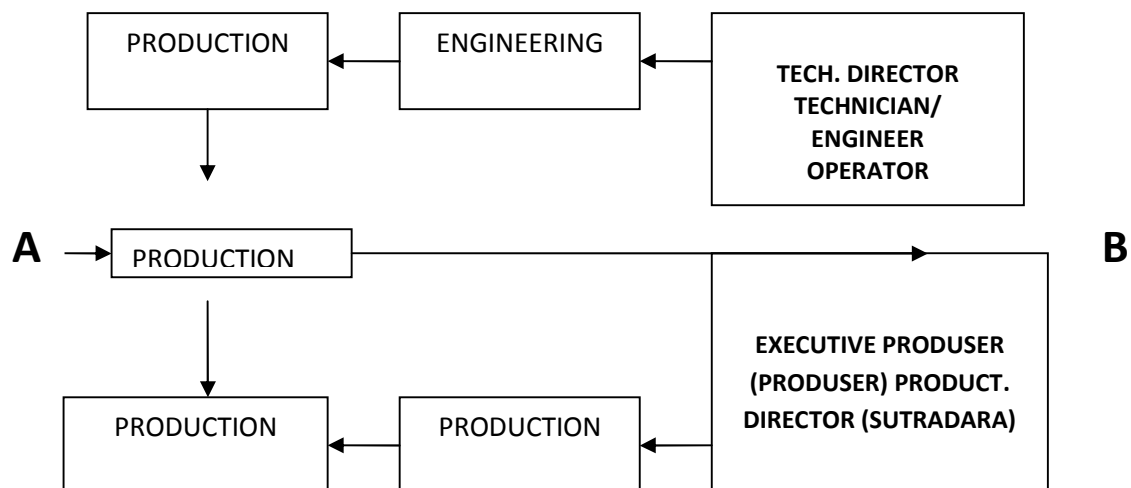 PRODUCTION
ENGINEERING
TECH. DIRECTOR
TECHNICIAN/
ENGINEER
OPERATOR
A
PRODUCTION
B
EXECUTIVE PRODUSER
(PRODUSER) PRODUCT.
DIRECTOR (SUTRADARA)
PRODUCTION
PRODUCTION